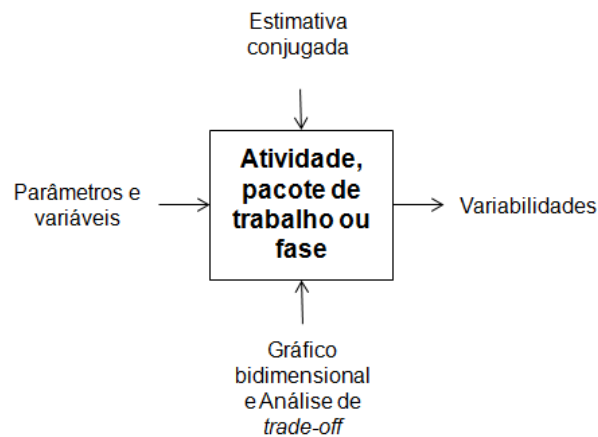 Estimativa
conjugada
Atividade,
pacote de
trabalho ou
fase
Parâmetros e
variáveis
Variabilidades
Gráfico
bidimensional
e Análise de
trade-off